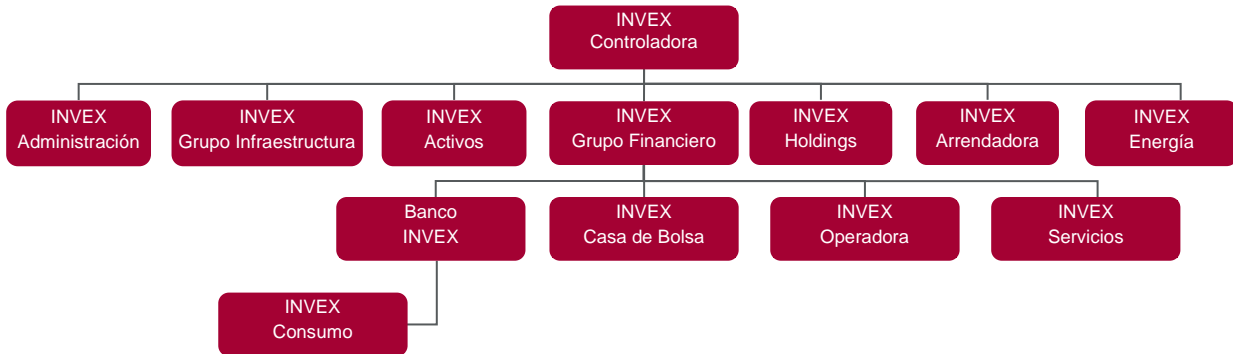 INVEX
Controladora
INVEX
Administración
INVEX
Grupo Infraestructura
INVEX
Activos
INVEX
Grupo Financiero
INVEX
Holdings
INVEX
Arrendadora
INVEX
Energía
Banco
INVEX
INVEX
Casa de Bolsa
INVEX
Operadora
INVEX
Servicios
INVEX
Consumo